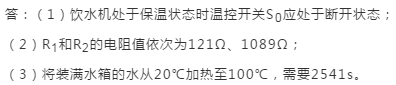 答：（1）饮水机处于保温状态时温控开关S₀应处于断开状态；
（2）R₁和R₂的电阻值依次为121Ω、1089Ω；
（3）将装满水箱的水从20℃加热至100℃，需要2541s。